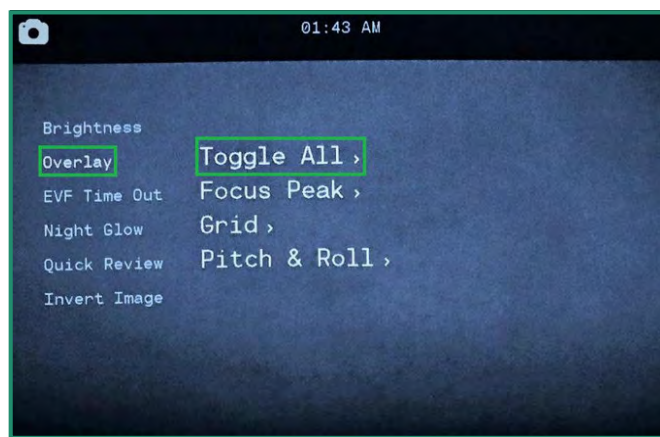 01:43 AM
Brightness
Overlay
EVF Time Out
Night Glow
Quick Review
Invert Image
Toggle All ›
Focus Peak ›
Grid ›
Pitch & Roll ›